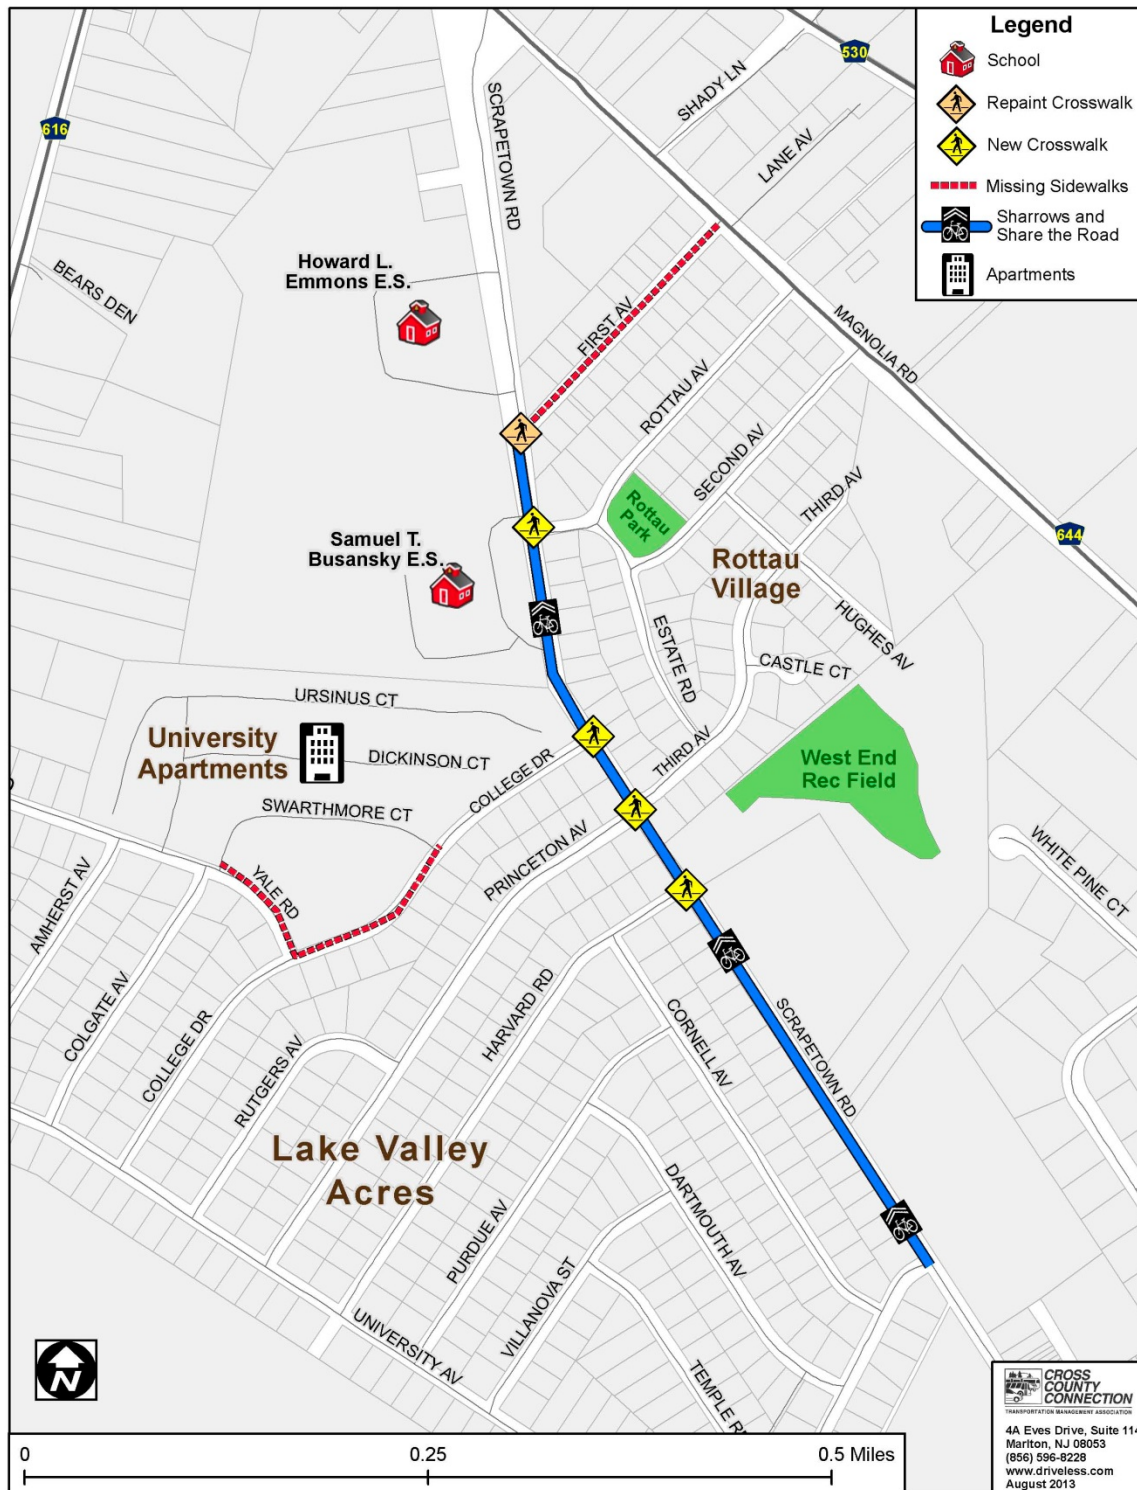 Legend
School
Repaint Crosswalk
New Crosswalk
Missing Sidewalks
Sharrows and
Share the Road
Apartments
530
616
644
SHADY LN
LANE AV
SCRAPETOWN RD
BEARS DEN
Howard L.
Emmons E.S.
FIRST AV
MAGNOLIA RD
ROTTAU AV
SECOND AV
THIRD AV
Rottau
Park
Samuel T.
Busansky E.S.
Rottau
Village
HUGHES AV
ESTATE RD
CASTLE CT
URSINUS CT
University
Apartments
DICKINSON CT
COLLEGE DR
THIRD AV
West End
Rec Field
SWARTHMORE CT
PRINCETON AV
WHITE PINE CT
AMHERST AV
YALE RD
COLGATE AV
COLLEGE DR
HARVARD RD
CORNELL AV
SCRAPETOWN RD
RUTGERS AV
Lake Valley
Acres
PURDUE AV
DARTMOUTH AV
VILLANOVA ST
UNIVERSITY AV
TEMPLE R
N
0
0.25
0.5 Miles
CROSS
COUNTY
CONNECTION
TRANSPORTATION MANAGEMENT ASSOCIATION
4A Eves Drive, Suite 114
Marlton, NJ 08053
(856) 596-8228
www.driveless.com
August 2013